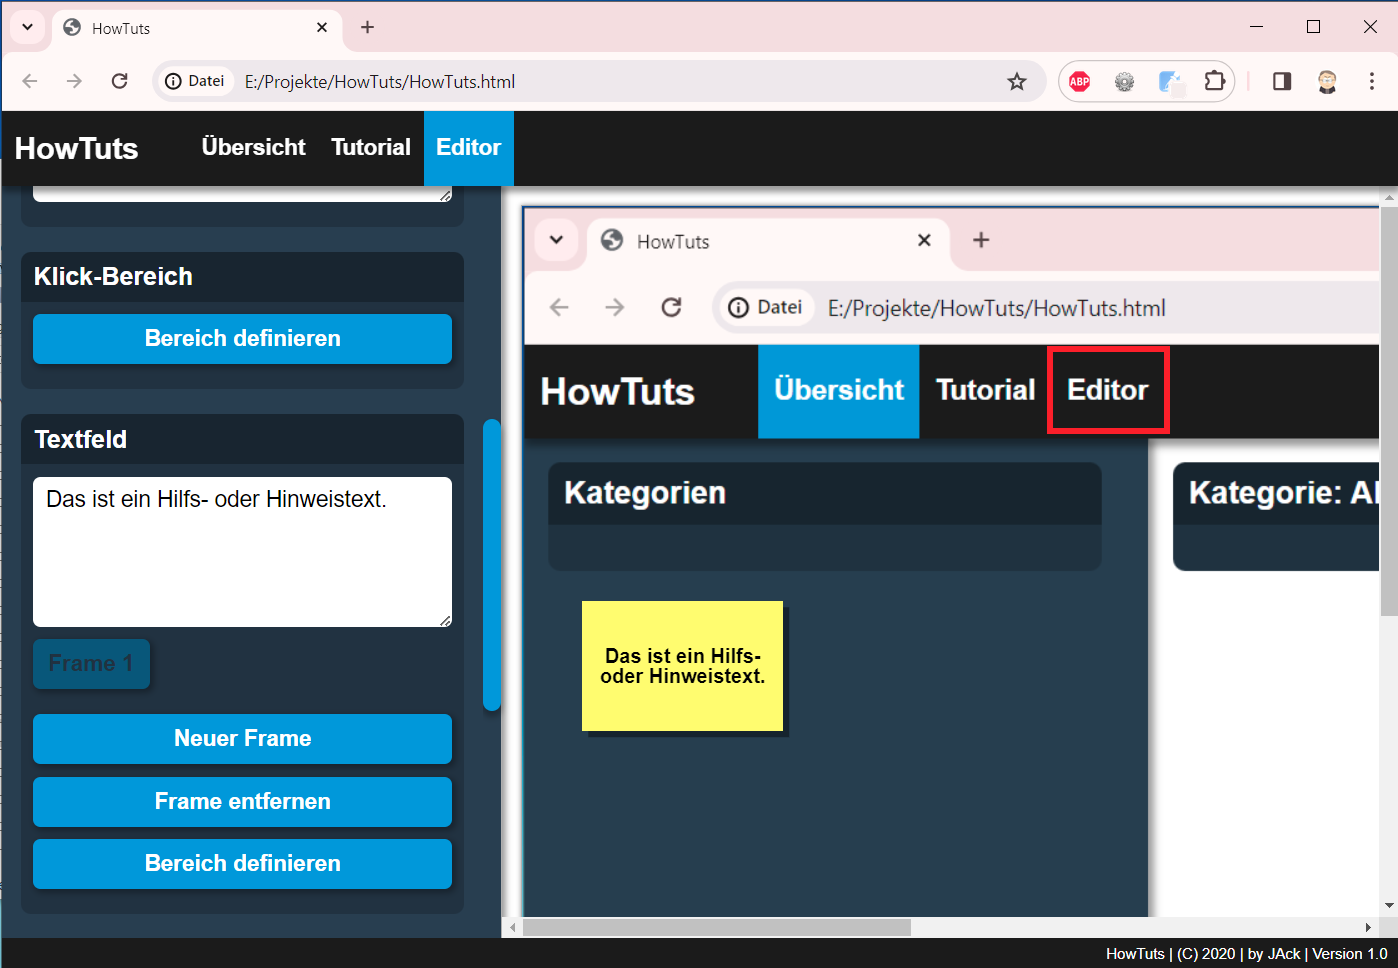 HowTuts
Datei E:/Projekte/HowTuts/HowTuts.html
ABP
HowTuts Übersicht Tutorial Editor
Klick-Bereich
Bereich definieren
Textfeld
Das ist ein Hilfs- oder Hinweistext.
Frame 1
Neuer Frame
Frame entfernen
Bereich definieren
HowTuts
Datei E:/Projekte/HowTuts/HowTuts.html
HowTuts Übersicht Tutorial Editor
Kategorien
Kategorie:
Das ist ein Hilfs-
oder Hinweistext.
HowTuts | (C) 2020 | by JAck | Version 1.0